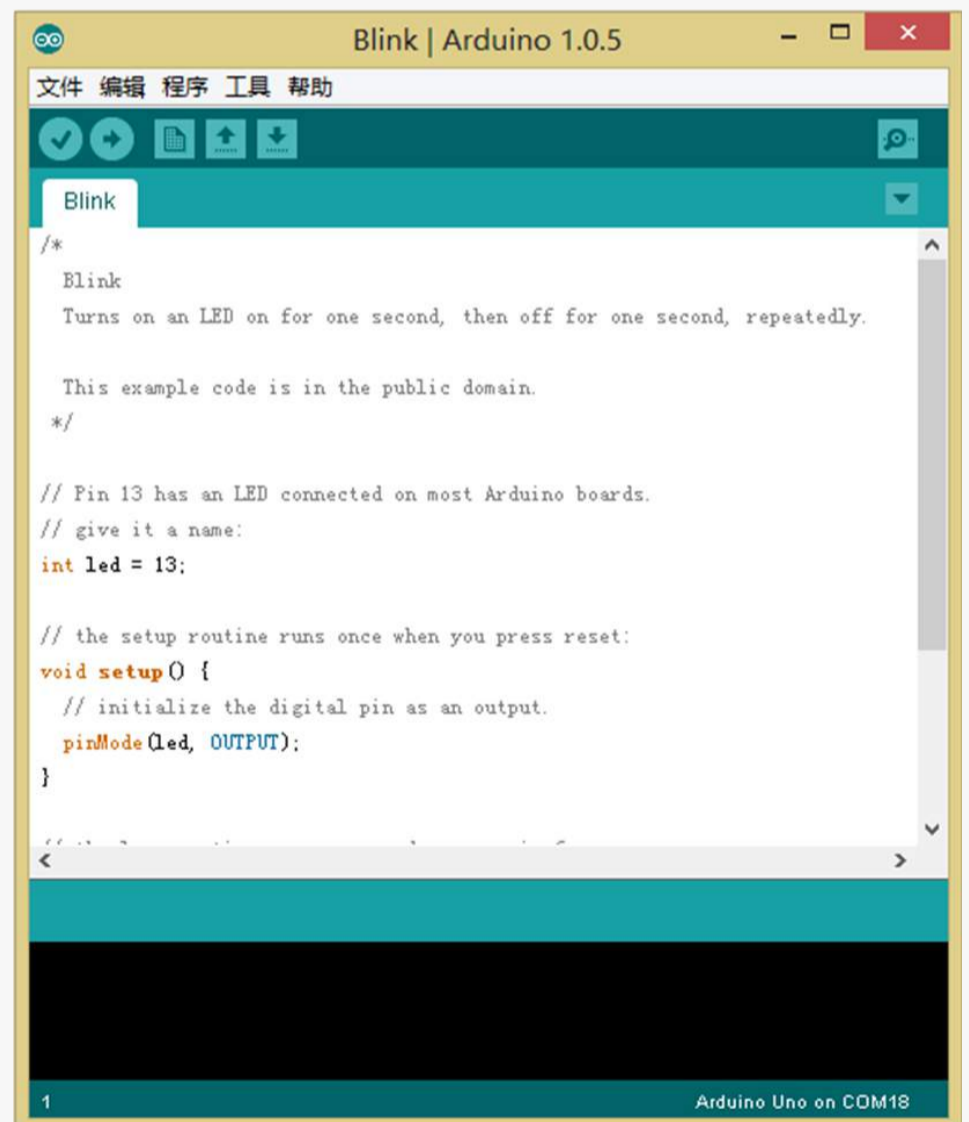 Blink | Arduino 1.0.5
文件 编辑 程序 工具 帮助
Blink
/*
Blink
Turns on an LED on for one second, then off for one second, repeatedly.
This example code is in the public domain.
*/
// Pin 13 has an LED connected on most Arduino boards.
// give it a name:
int led = 13;
// the setup routine runs once when you press reset:
void setup() {
// initialize the digital pin as an output.
pinMode(led, OUTPUT);
}
1
Arduino Uno on COM18